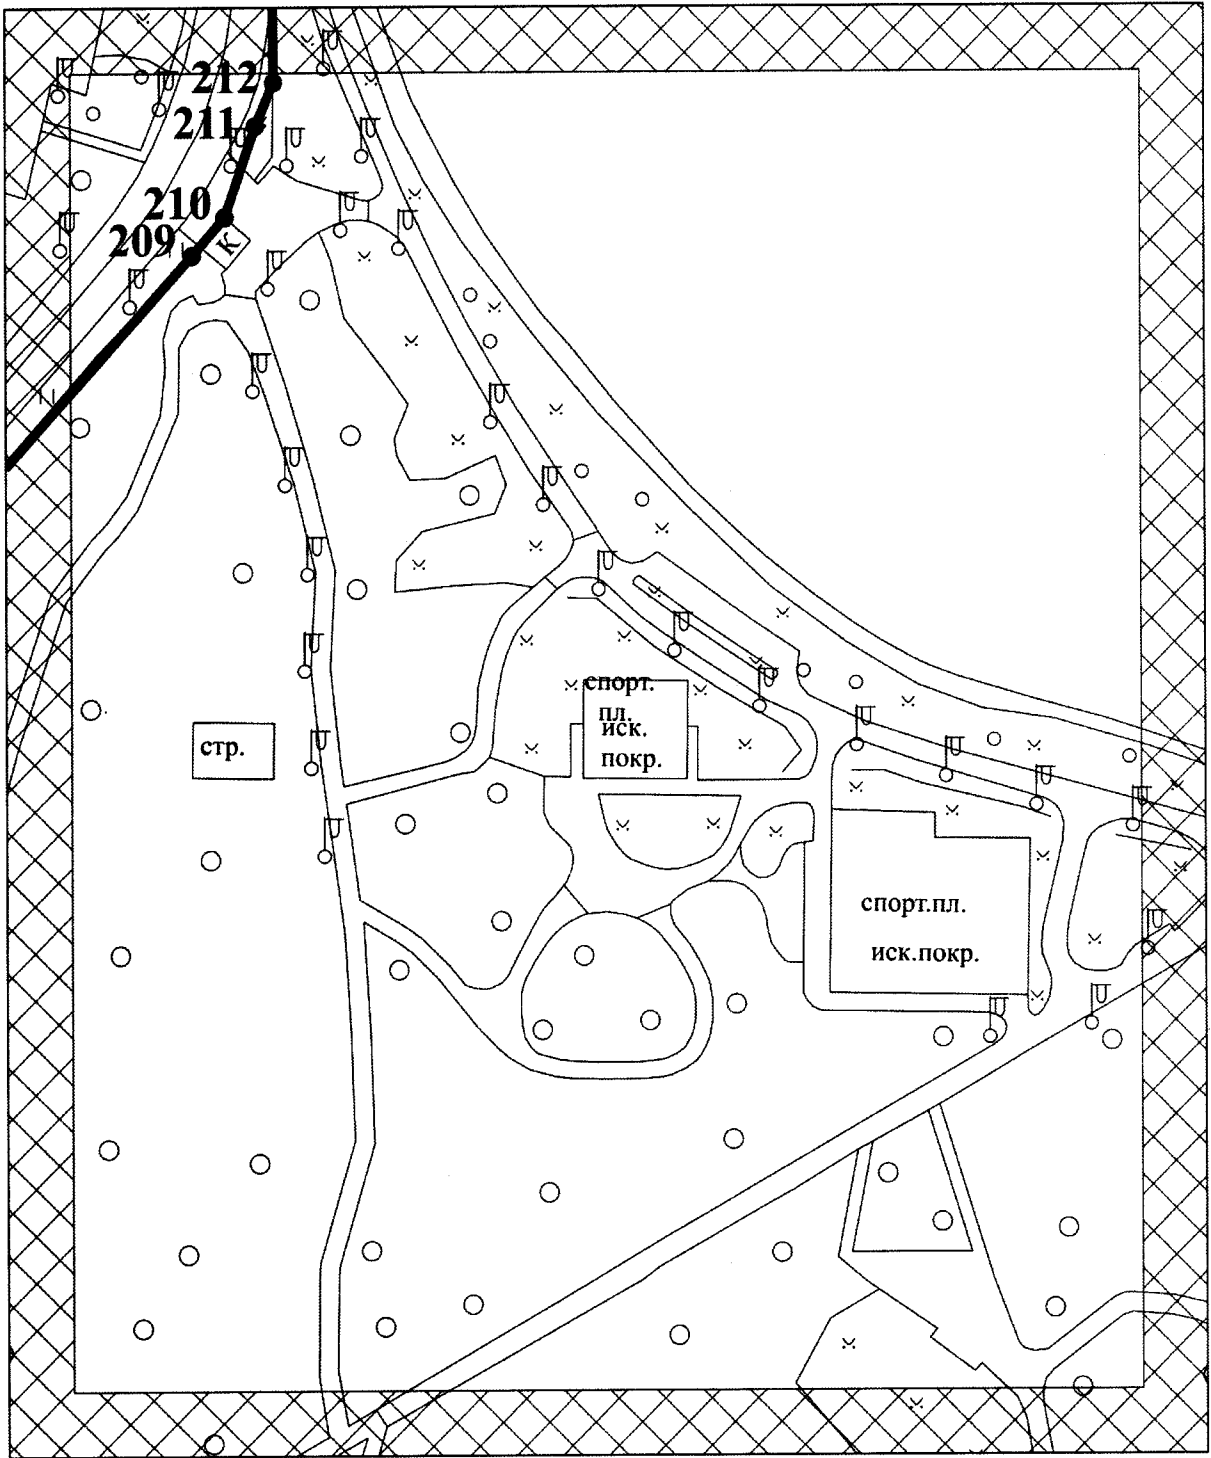 212
211
210
209
К
спорт.
пл.
иск.
покр.
стр.
спорт.пл.
иск.покр.